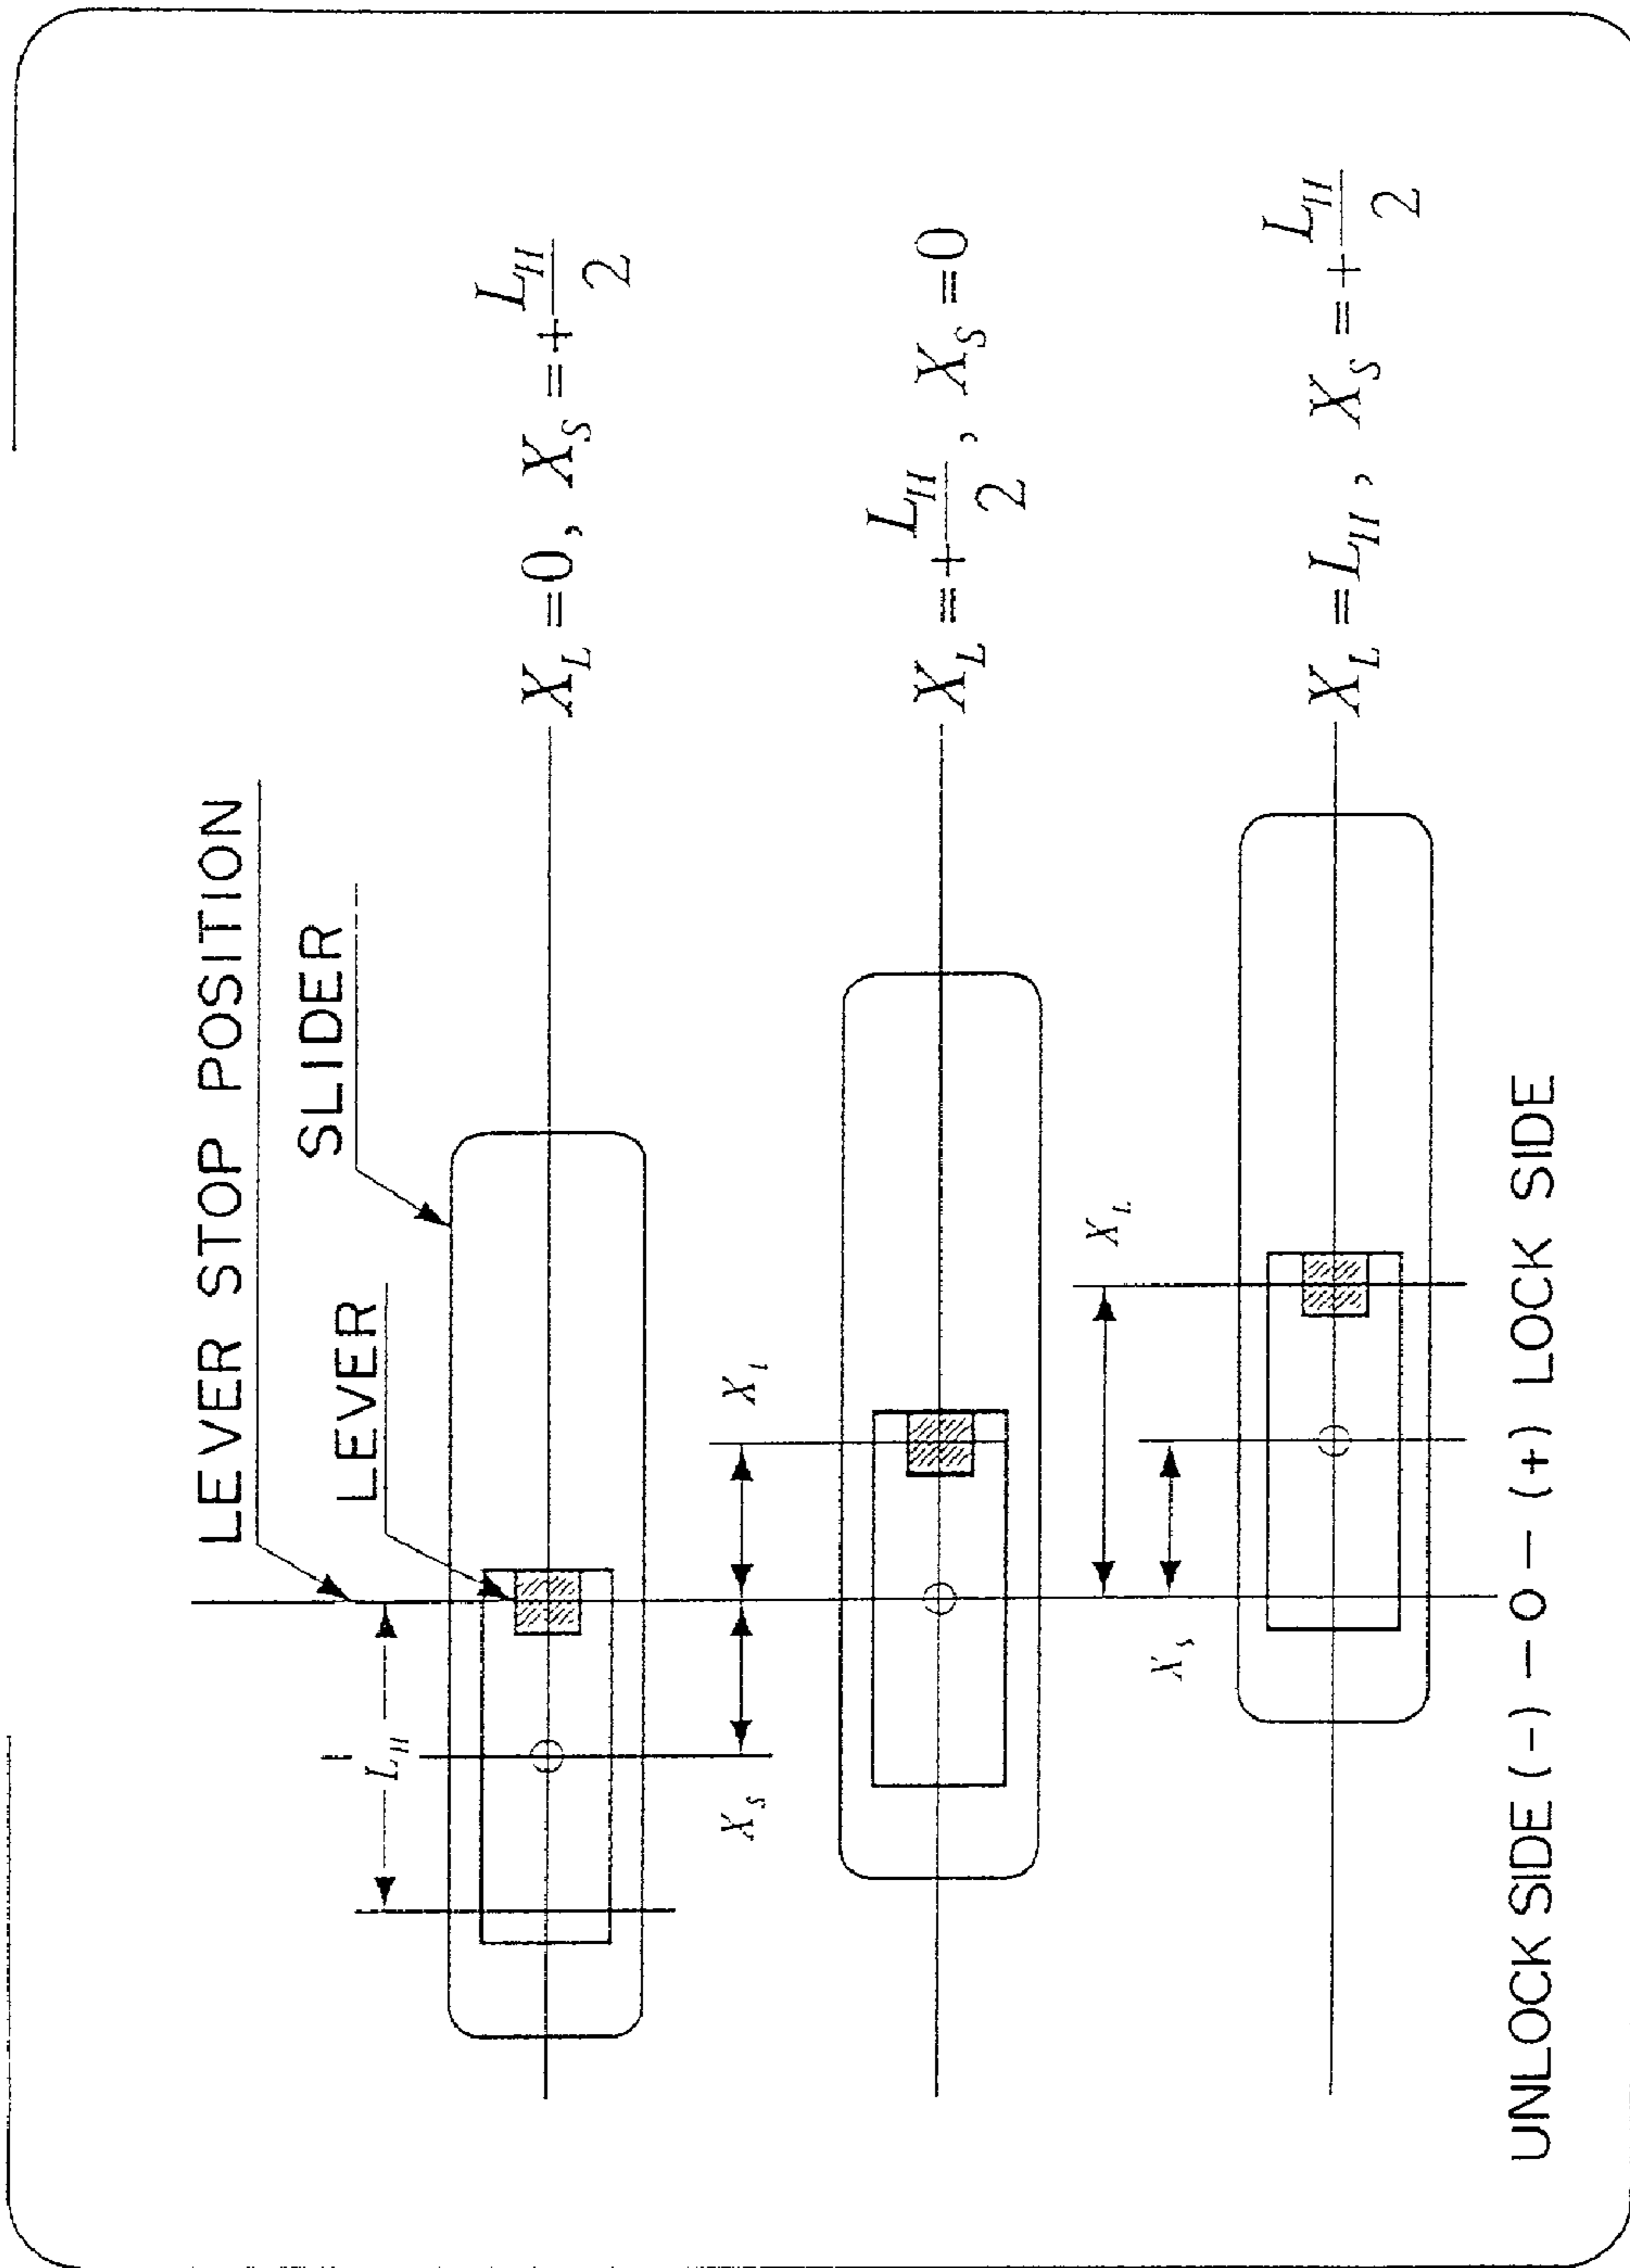 LEVER STOP POSITION
SLIDER
LEVER
L_H
X_L = 0, X_S = + L_H / 2
X_S X_L
X_L = + L_H / 2, X_S = 0
X_S X_L
X_L = L_H, X_S = + L_H / 2
UNLOCK SIDE (-) - 0 - (+) LOCK SIDE